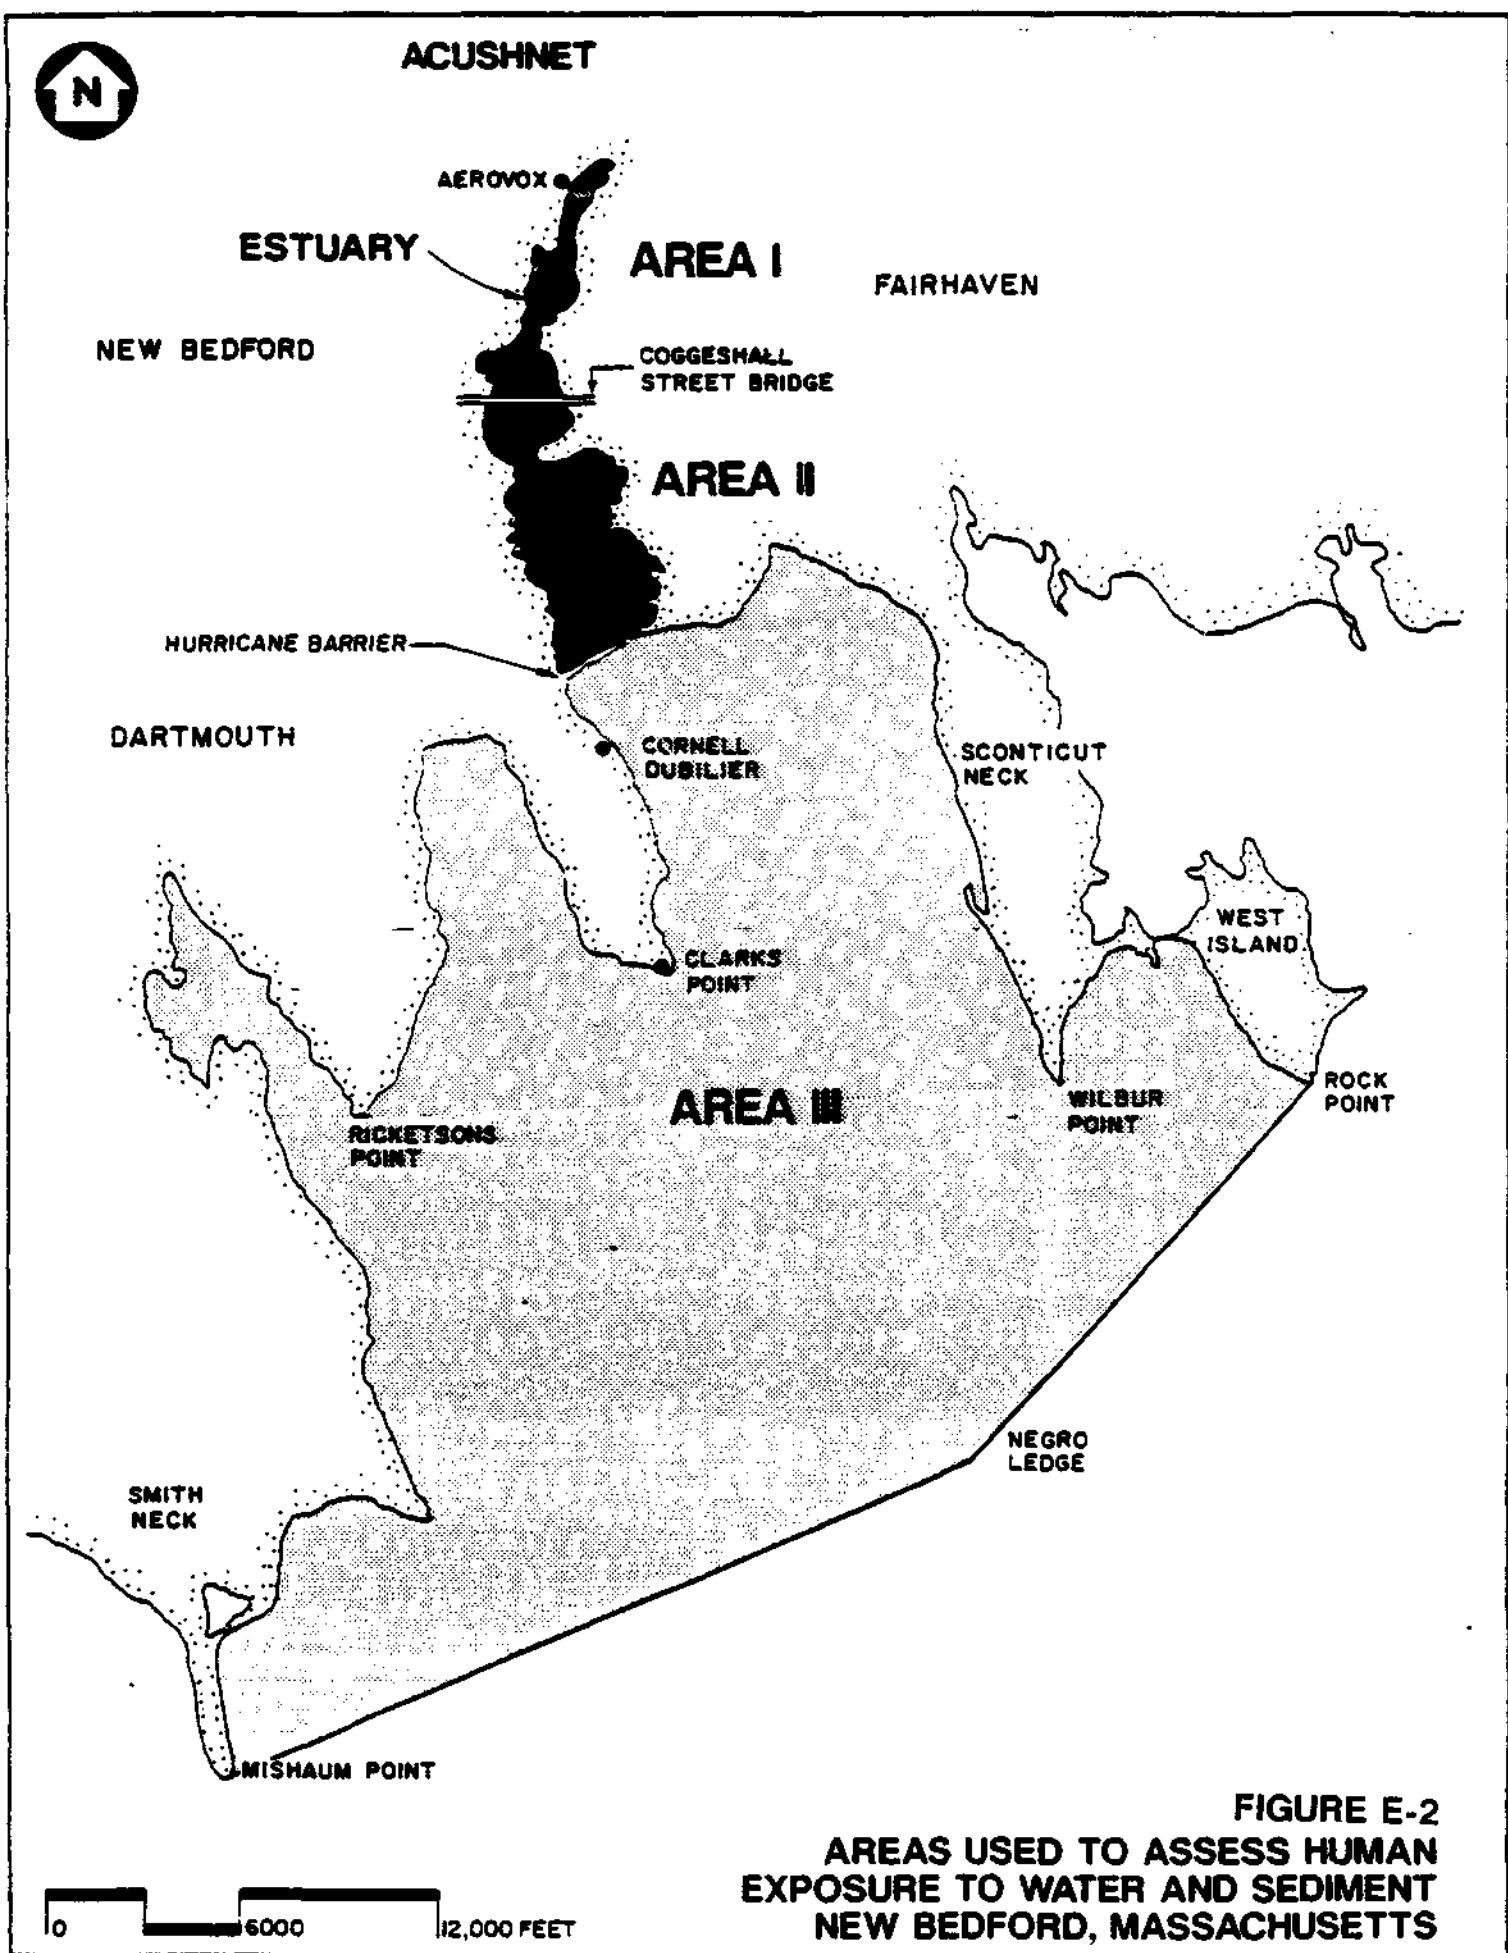 ACUSHNET
N
AEROVOX
ESTUARY
AREA I
FAIRHAVEN
NEW BEDFORD
COGGESHALL
STREET BRIDGE
AREA II
HURRICANE BARRIER
DARTMOUTH
CORNELL
DUBILIER
SCONTICUT
NECK
WEST
ISLAND
CLARKS
POINT
ROCK
POINT
WILBUR
POINT
AREA III
RICKETSONS
POINT
NEGRO
LEDGE
SMITH
NECK
MISHAUM POINT
FIGURE E-2
AREAS USED TO ASSESS HUMAN
EXPOSURE TO WATER AND SEDIMENT
NEW BEDFORD, MASSACHUSETTS
0 6000 12,000 FEET